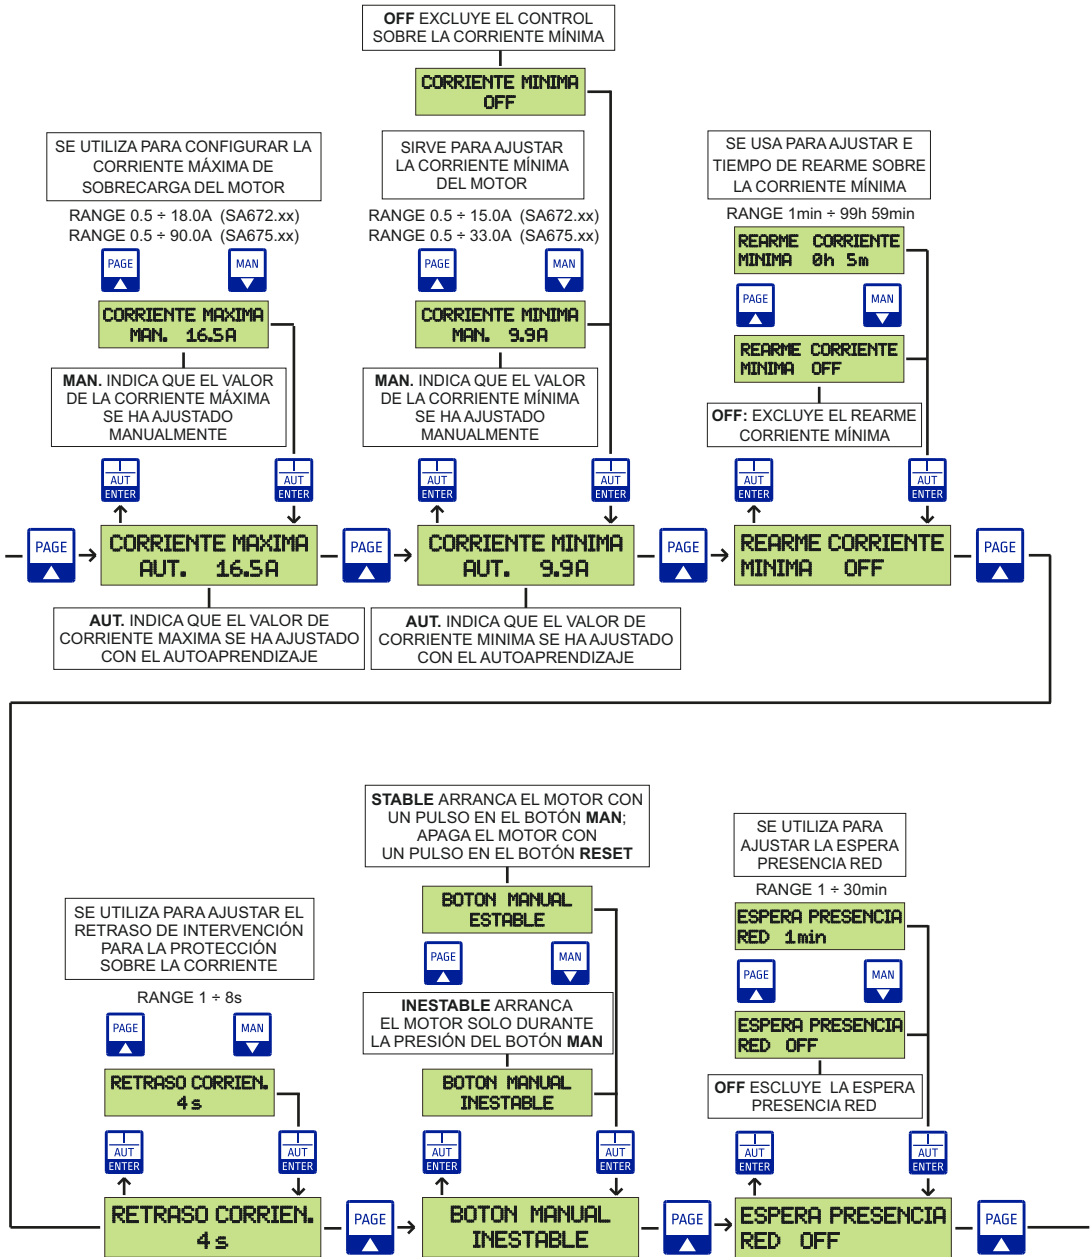 OFF EXCLUYE EL CONTROL
SOBRE LA CORRIENTE MÍNIMA
CORRIENTE MINIMA
OFF
SE UTILIZA PARA CONFIGURAR LA
CORRIENTE MÁXIMA DE
SOBRECARGA DEL MOTOR
RANGE 0.5 ÷ 18.0A (SA672.xx)
RANGE 0.5 ÷ 90.0A (SA675.xx)
PAGE
MAN
CORRIENTE MAXIMA
MAN. 16.5A
MAN. INDICA QUE EL VALOR
DE LA CORRIENTE MÁXIMA
SE HA AJUSTADO
MANUALMENTE
AUT
ENTER
AUT
ENTER
SIRVE PARA AJUSTAR
LA CORRIENTE MÍNIMA
DEL MOTOR
RANGE 0.5 ÷ 15.0A (SA672.xx)
RANGE 0.5 ÷ 33.0A (SA675.xx)
PAGE
MAN
CORRIENTE MINIMA
MAN. 9.9A
MAN. INDICA QUE EL VALOR
DE LA CORRIENTE MÍNIMA
SE HA AJUSTADO
MANUALMENTE
AUT
ENTER
AUT
ENTER
SE USA PARA AJUSTAR E
TIEMPO DE REARME SOBRE
LA CORRIENTE MÍNIMA
RANGE 1min ÷ 99h 59min
REARME CORRIENTE
MINIMA 0h 5m
PAGE
MAN
REARME CORRIENTE
MINIMA OFF
OFF: EXCLUYE EL REARME
CORRIENTE MÍNIMA
AUT
ENTER
AUT
ENTER
PAGE
CORRIENTE MAXIMA
AUT. 16.5A
PAGE
CORRIENTE MINIMA
AUT. 9.9A
PAGE
REARME CORRIENTE
MINIMA OFF
PAGE
AUT. INDICA QUE EL VALOR DE
CORRIENTE MAXIMA SE HA AJUSTADO
CON EL AUTOAPRENDIZAJE
AUT. INDICA QUE EL VALOR DE
CORRIENTE MINIMA SE HA AJUSTADO
CON EL AUTOAPRENDIZAJE
SE UTILIZA PARA AJUSTAR EL
RETRASO DE INTERVENCIÓN
PARA LA PROTECCIÓN
SOBRE LA CORRIENTE
RANGE 1 ÷ 8s
PAGE
MAN
RETRASO CORRIEN.
4 s
AUT
ENTER
AUT
ENTER
STABLE ARRANCA EL MOTOR CON
UN PULSO EN EL BOTÓN MAN;
APAGA EL MOTOR CON
UN PULSO EN EL BOTÓN RESET
BOTON MANUAL
ESTABLE
PAGE
MAN
INESTABLE ARRANCA
EL MOTOR SOLO DURANTE
LA PRESIÓN DEL BOTÓN MAN
BOTON MANUAL
INESTABLE
AUT
ENTER
AUT
ENTER
SE UTILIZA PARA
AJUSTAR LA ESPERA
PRESENCIA RED
RANGE 1 ÷ 30min
ESPERA PRESENCIA
RED 1min
PAGE
MAN
ESPERA PRESENCIA
RED OFF
OFF ESCLUYE LA ESPERA
PRESENCIA RED
AUT
ENTER
AUT
ENTER
RETRASO CORRIEN.
4 s
PAGE
BOTON MANUAL
INESTABLE
PAGE
ESPERA PRESENCIA
RED OFF
PAGE